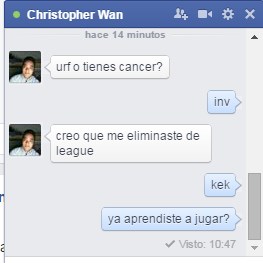 Christopher Wan
hace 14 minutos
urf o tienes cancer?
inv
creo que me eliminaste de
league
kek
ya aprendiste a jugar?
Visto: 10:47